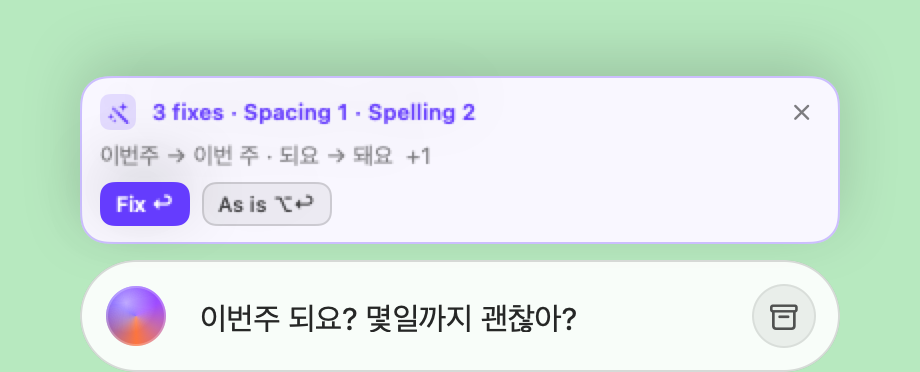 3 fixes · Spacing 1 · Spelling 2
이번주 → 이번 주 · 되요 → 돼요 +1
Fix ↩ As is ⌥↩
이번주 되요? 몇일까지 괜찮아?